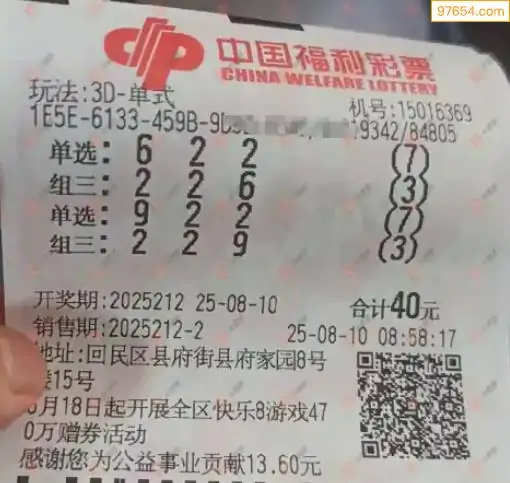 97654.com
中国福利彩票
CHINA WELFARE LOTTERY
玩法:3D-单式
机号:15016369
1E5E-6133-459B-9D 9342/84805
单选: 6 2 2 (7)
组三: 2 2 6 (3)
单选: 9 2 2 (7)
组三: 2 2 9 (3)
开奖期:2025212 25-08-10 合计40元
销售期:2025212-2 25-08-10 08:58:17
地址:回民区县府街县府家园8号
楼15号
月18日起开展全区快乐8游戏47
0万赠券活动
感谢您为公益事业贡献13.60元